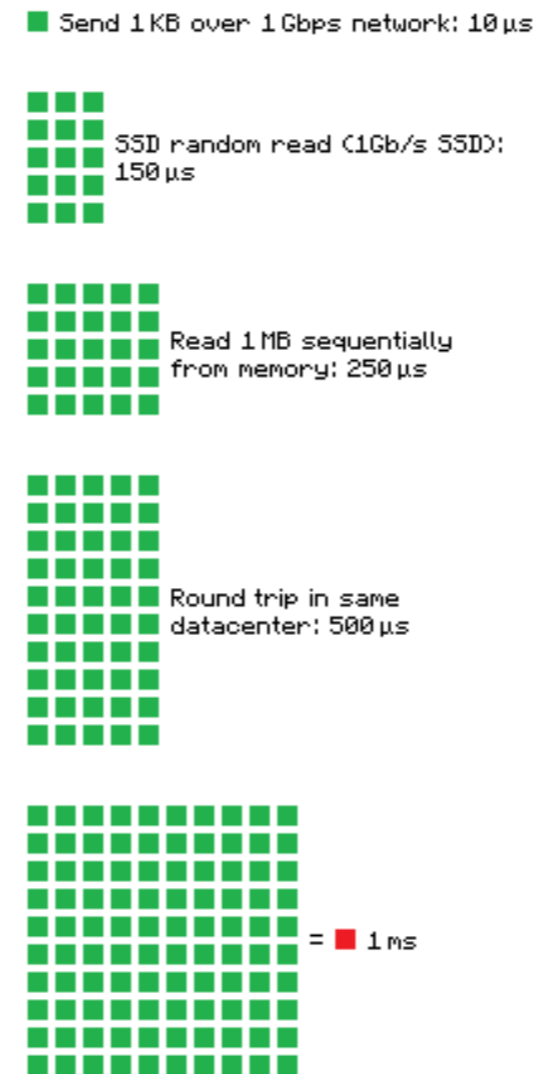 Send 1 KB over 1 Gbps network: 10 μs
SSD random read (1Gb/s SSD):
150 μs
Read 1 MB sequentially
from memory: 250 μs
Round trip in same
datacenter: 500 μs
= 1 ms